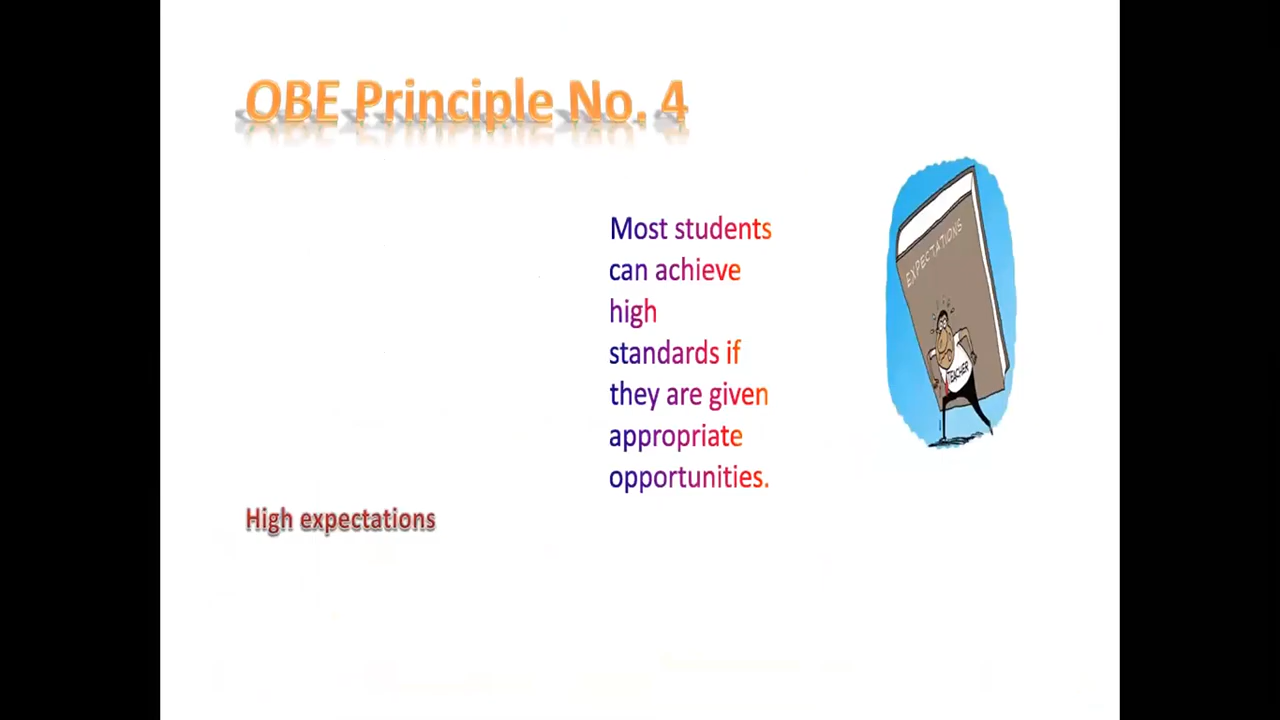 OBE Principle No. 4
Most students
can achieve
high
standards if
they are given
appropriate
opportunities.
EXPECTATIONS
TEACHER
High expectations